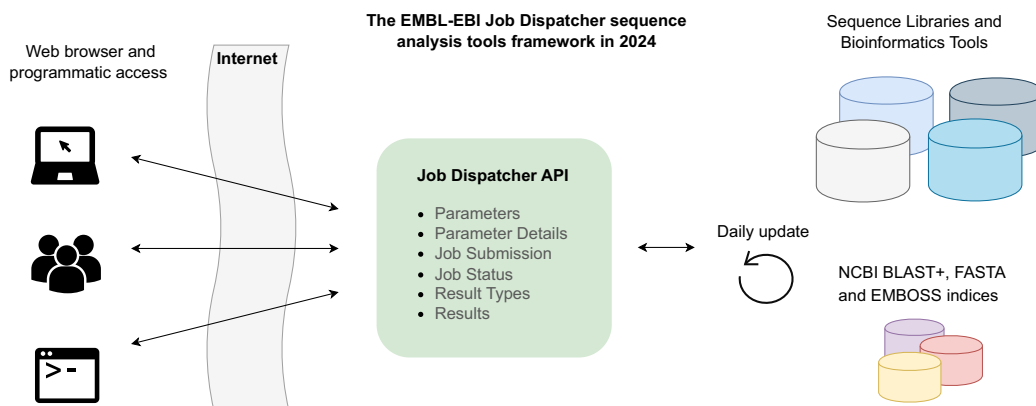 The EMBL-EBI Job Dispatcher sequence
analysis tools framework in 2024
Web browser and
programmatic access
Internet
Job Dispatcher API
Parameters
Parameter Details
Job Submission
Job Status
Result Types
Results
Daily update
Sequence Libraries and
Bioinformatics Tools
NCBI BLAST+, FASTA
and EMBOSS indices